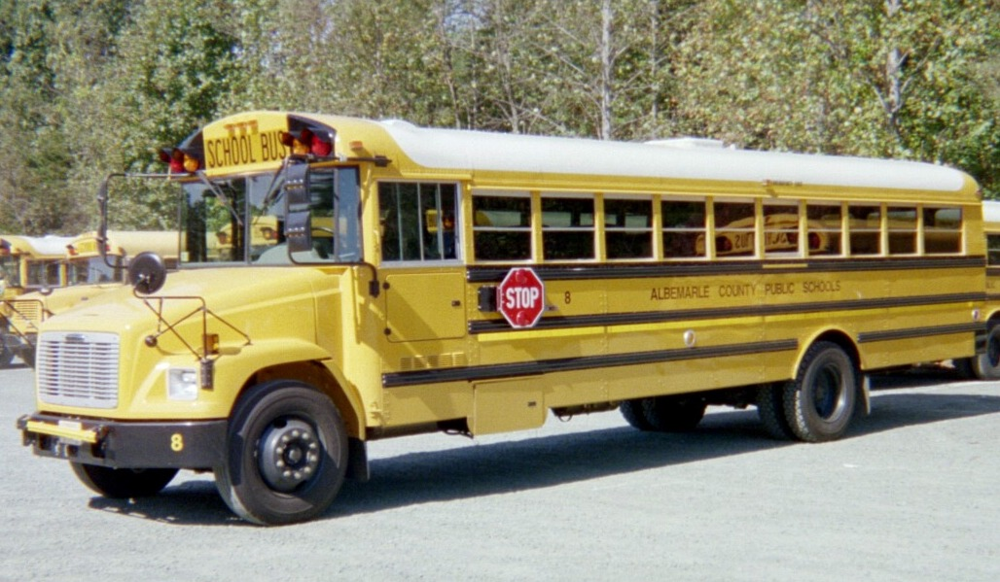 SCHOOL BUS
STOP
8
ALBEMARLE COUNTY PUBLIC SCHOOLS
8